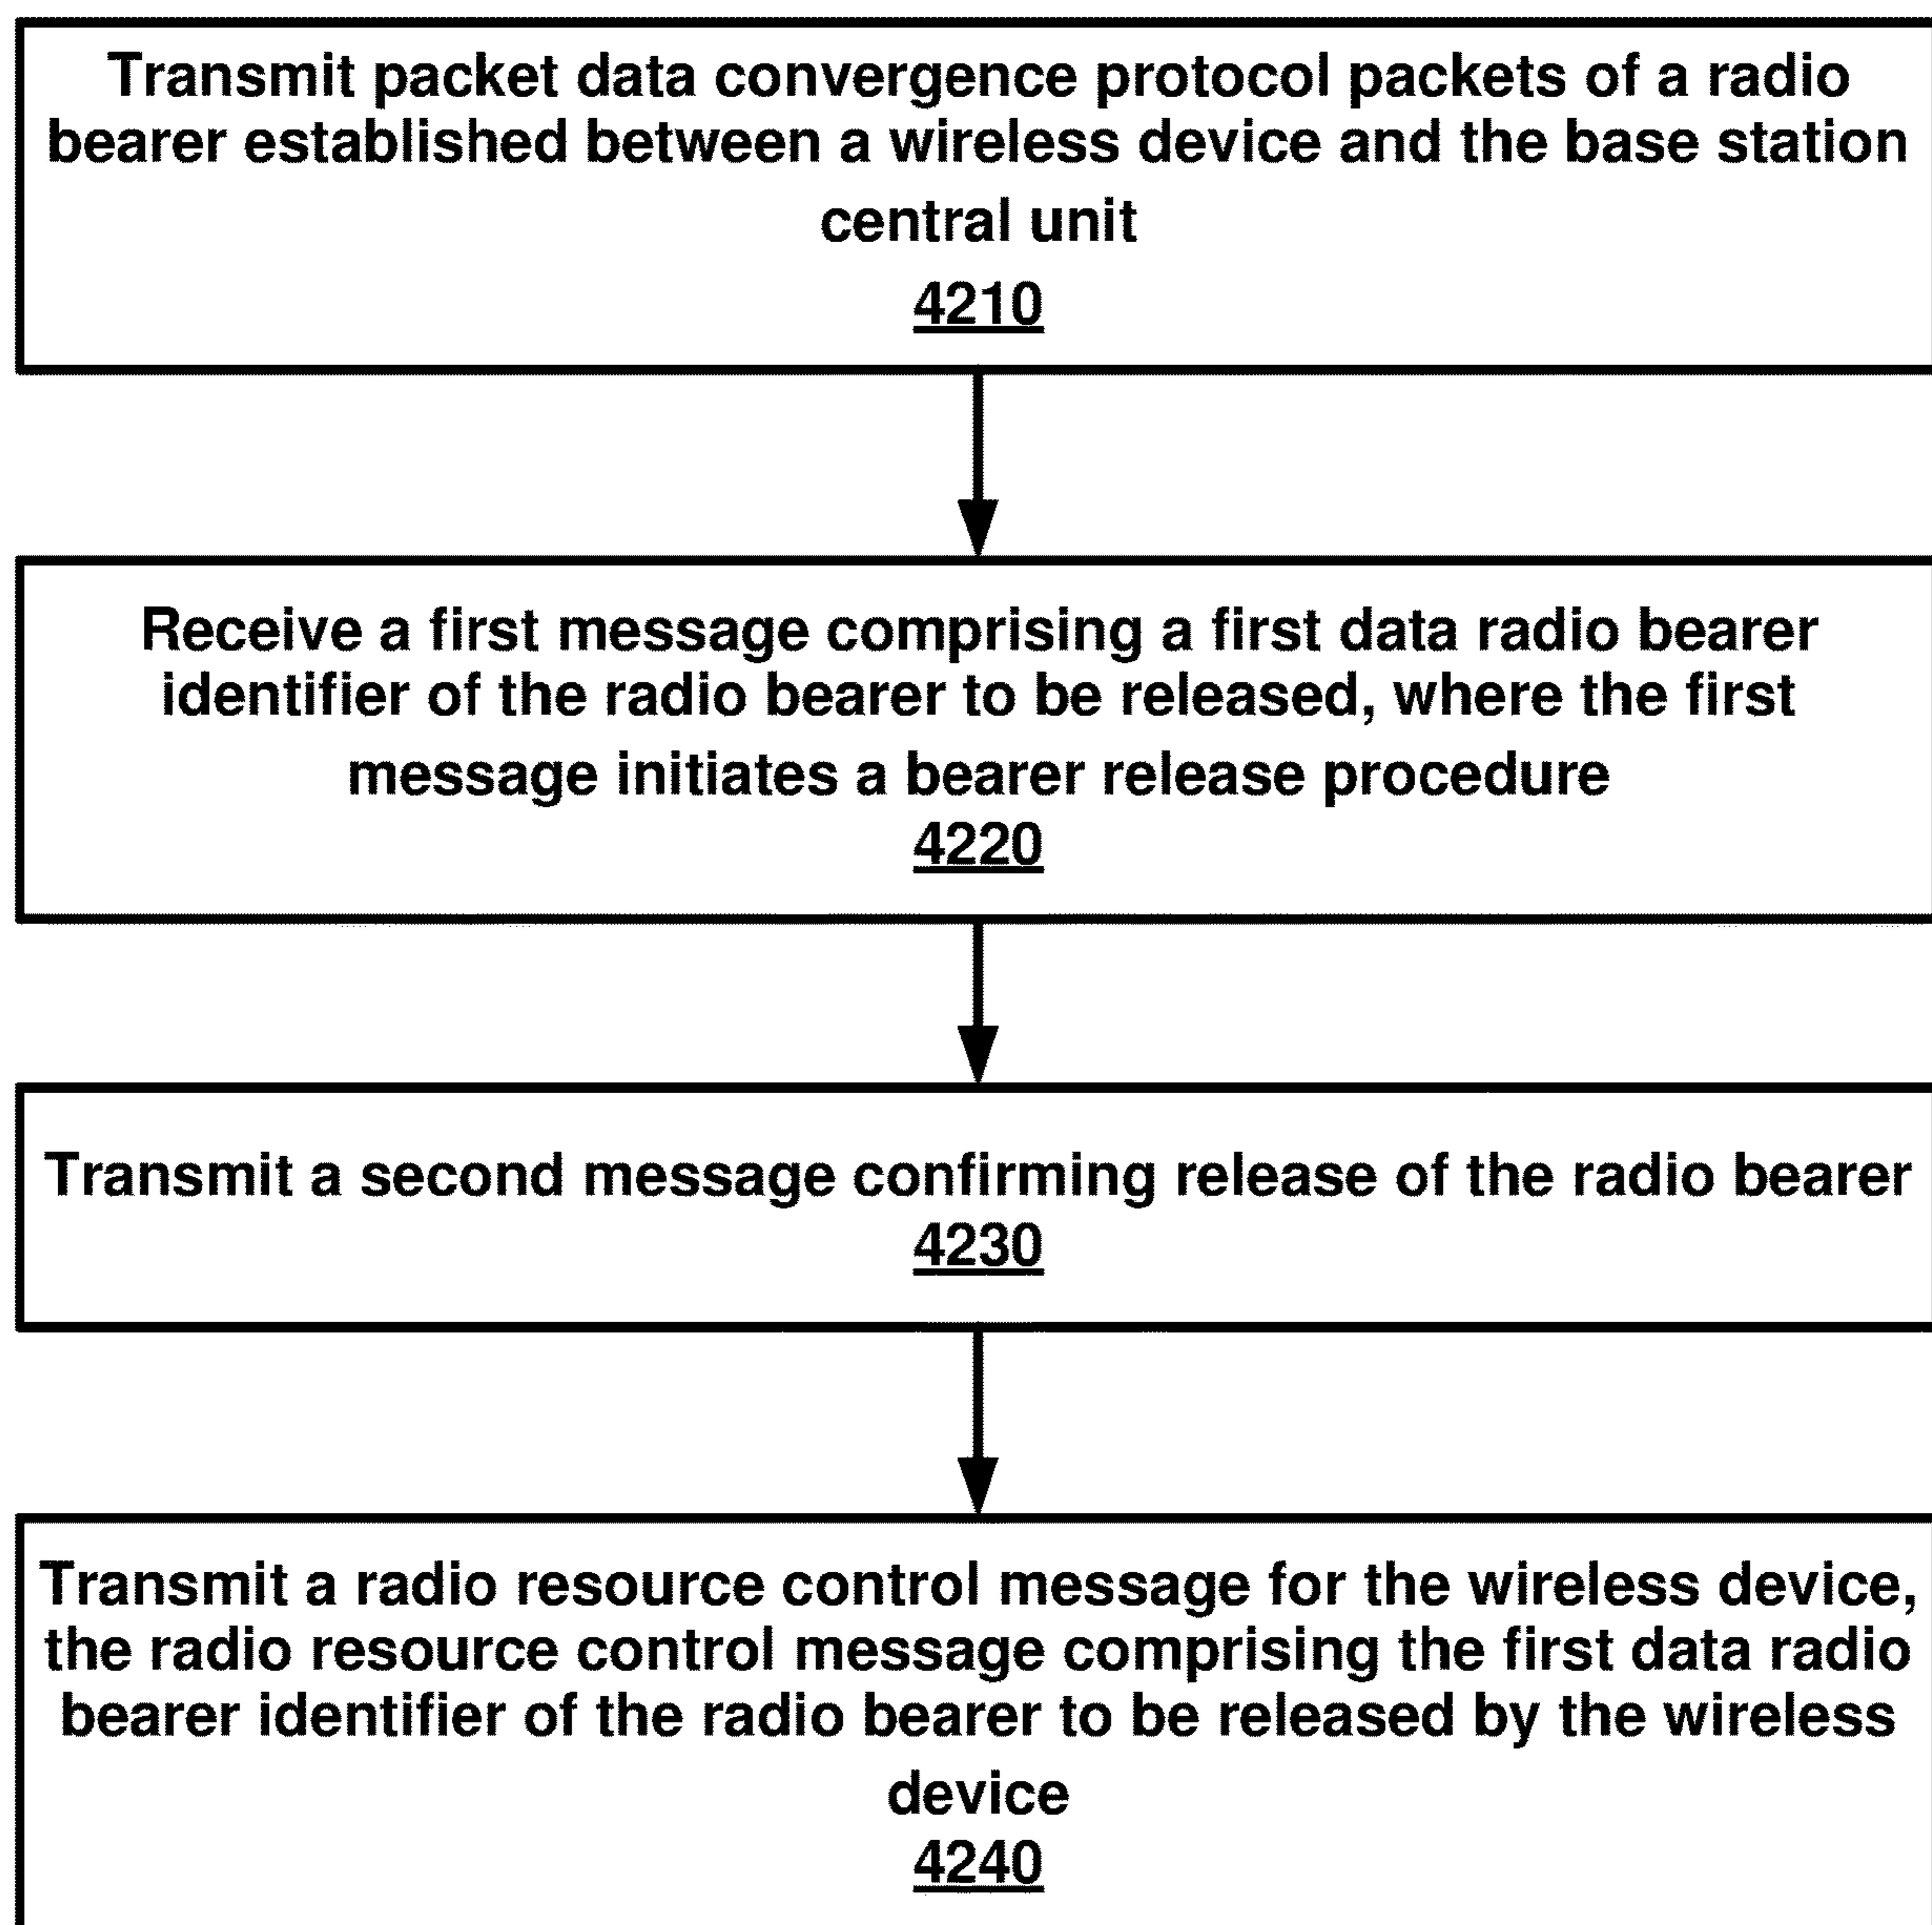 Transmit packet data convergence protocol packets of a radio
bearer established between a wireless device and the base station
central unit
4210
Receive a first message comprising a first data radio bearer
identifier of the radio bearer to be released, where the first
message initiates a bearer release procedure
4220
Transmit a second message confirming release of the radio bearer
4230
Transmit a radio resource control message for the wireless device,
the radio resource control message comprising the first data radio
bearer identifier of the radio bearer to be released by the wireless
device
4240